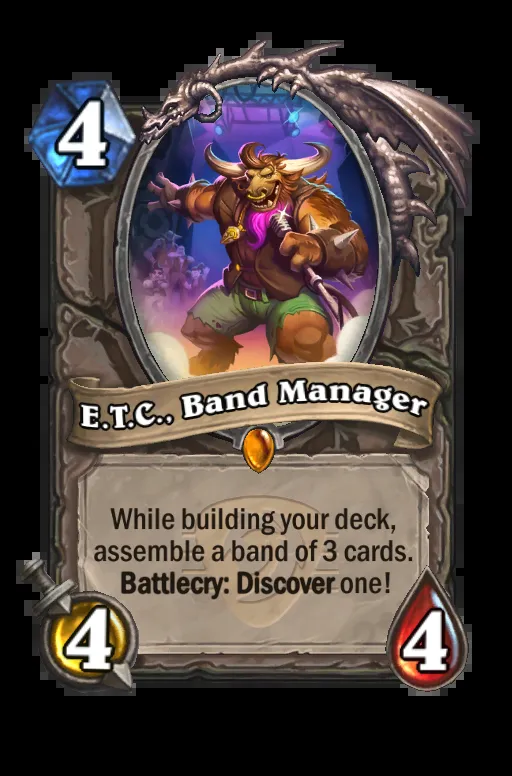 4
E.T.C., Band Manager
While building your deck,
assemble a band of 3 cards.
Battlecry: Discover one!
4
4